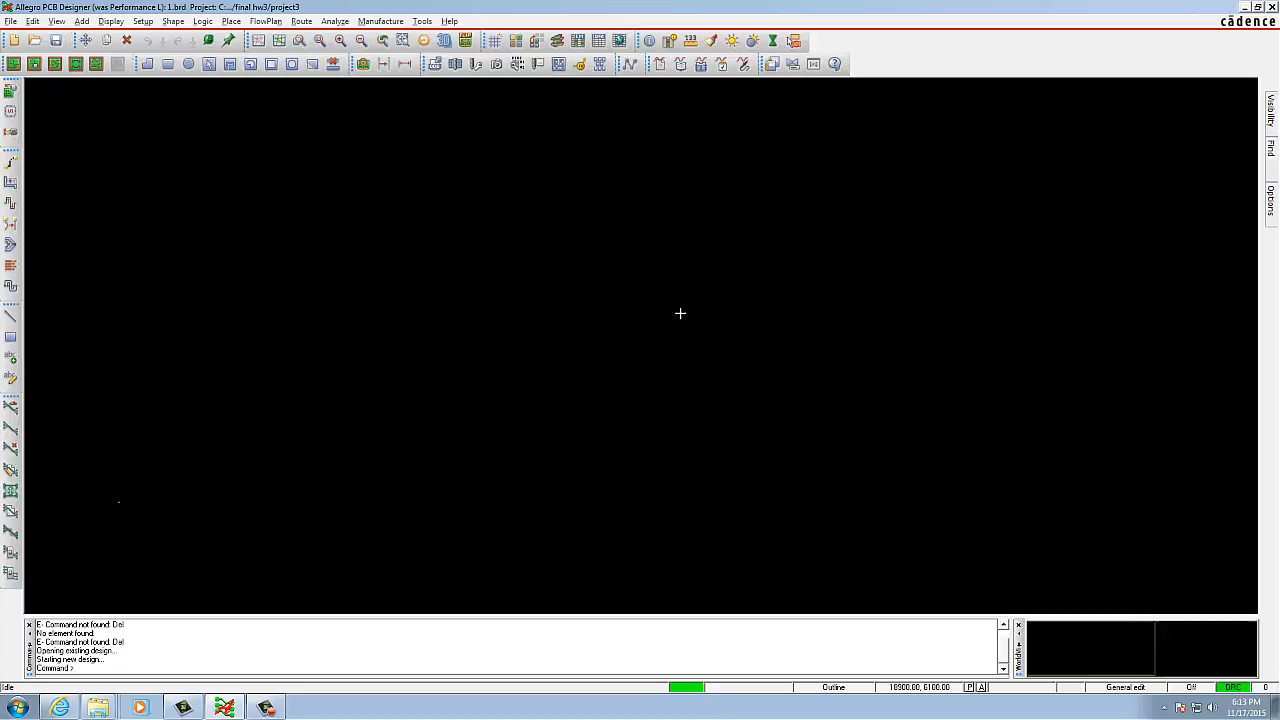 Allegro PCB Designer (was Performance L): 1.brd Project: C:.../final hw3/project3
File Edit View Add Display Setup Shape Logic Place Route FlowPlan Analyze Manufacture Tools Help
cādence
Visibility
Find
Options
E- Command not found: Del
No element found.
E- Command not found: Del
Opening existing design...
Starting new design...
Command >
Idle
Outline
18900.00, 6100.00
P
A
General edit
Off
DRC
0
6:13 PM
11/17/2015